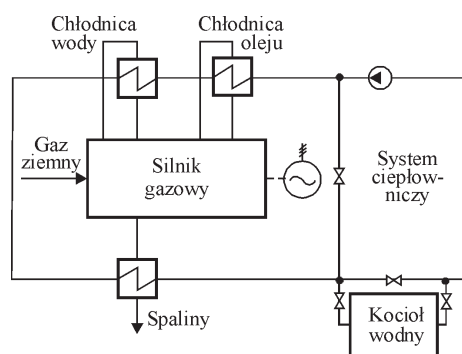 Chłodnica
wody
Chłodnica
oleju
Gaz
ziemny
Silnik
gazowy
System
ciepłow-
niczy
Spaliny
Kocioł
wodny